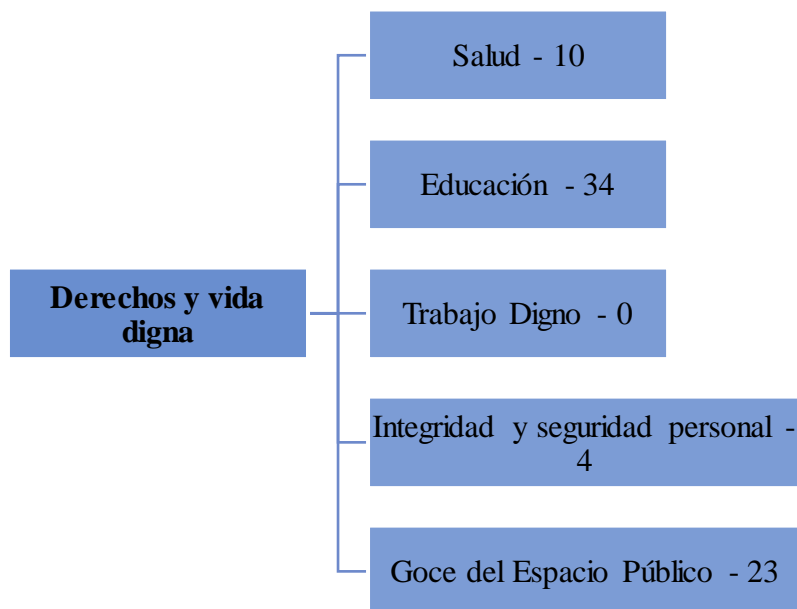 Salud - 10
Educación - 34
Derechos y vida
digna
Trabajo Digno - 0
Integridad y seguridad personal -
4
Goce del Espacio Público - 23